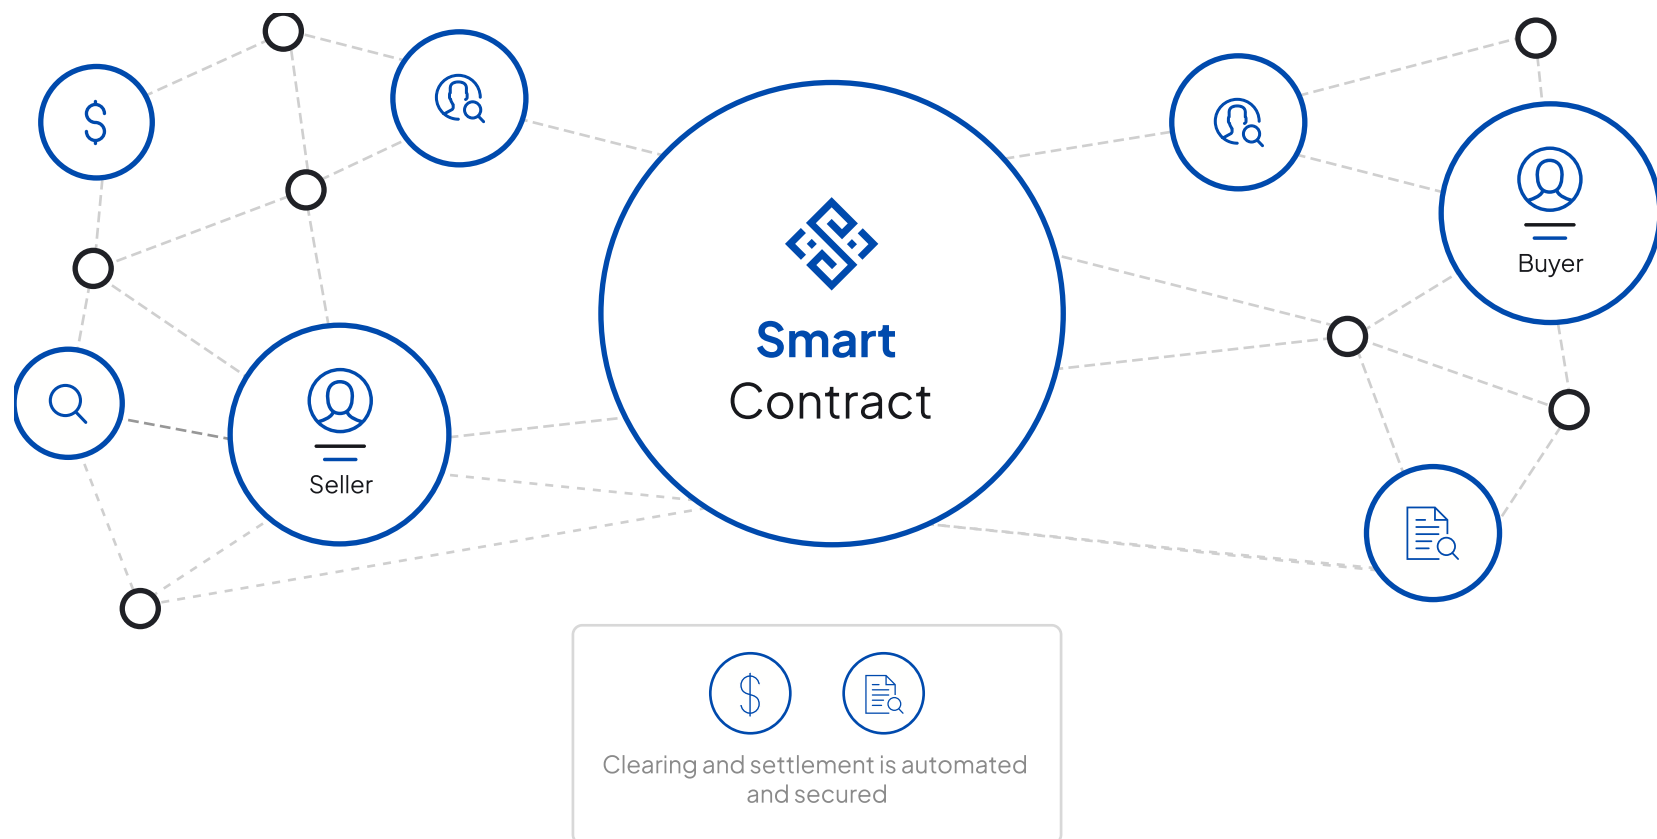 Smart
Contract
Seller
Buyer
Clearing and settlement is automated
and secured